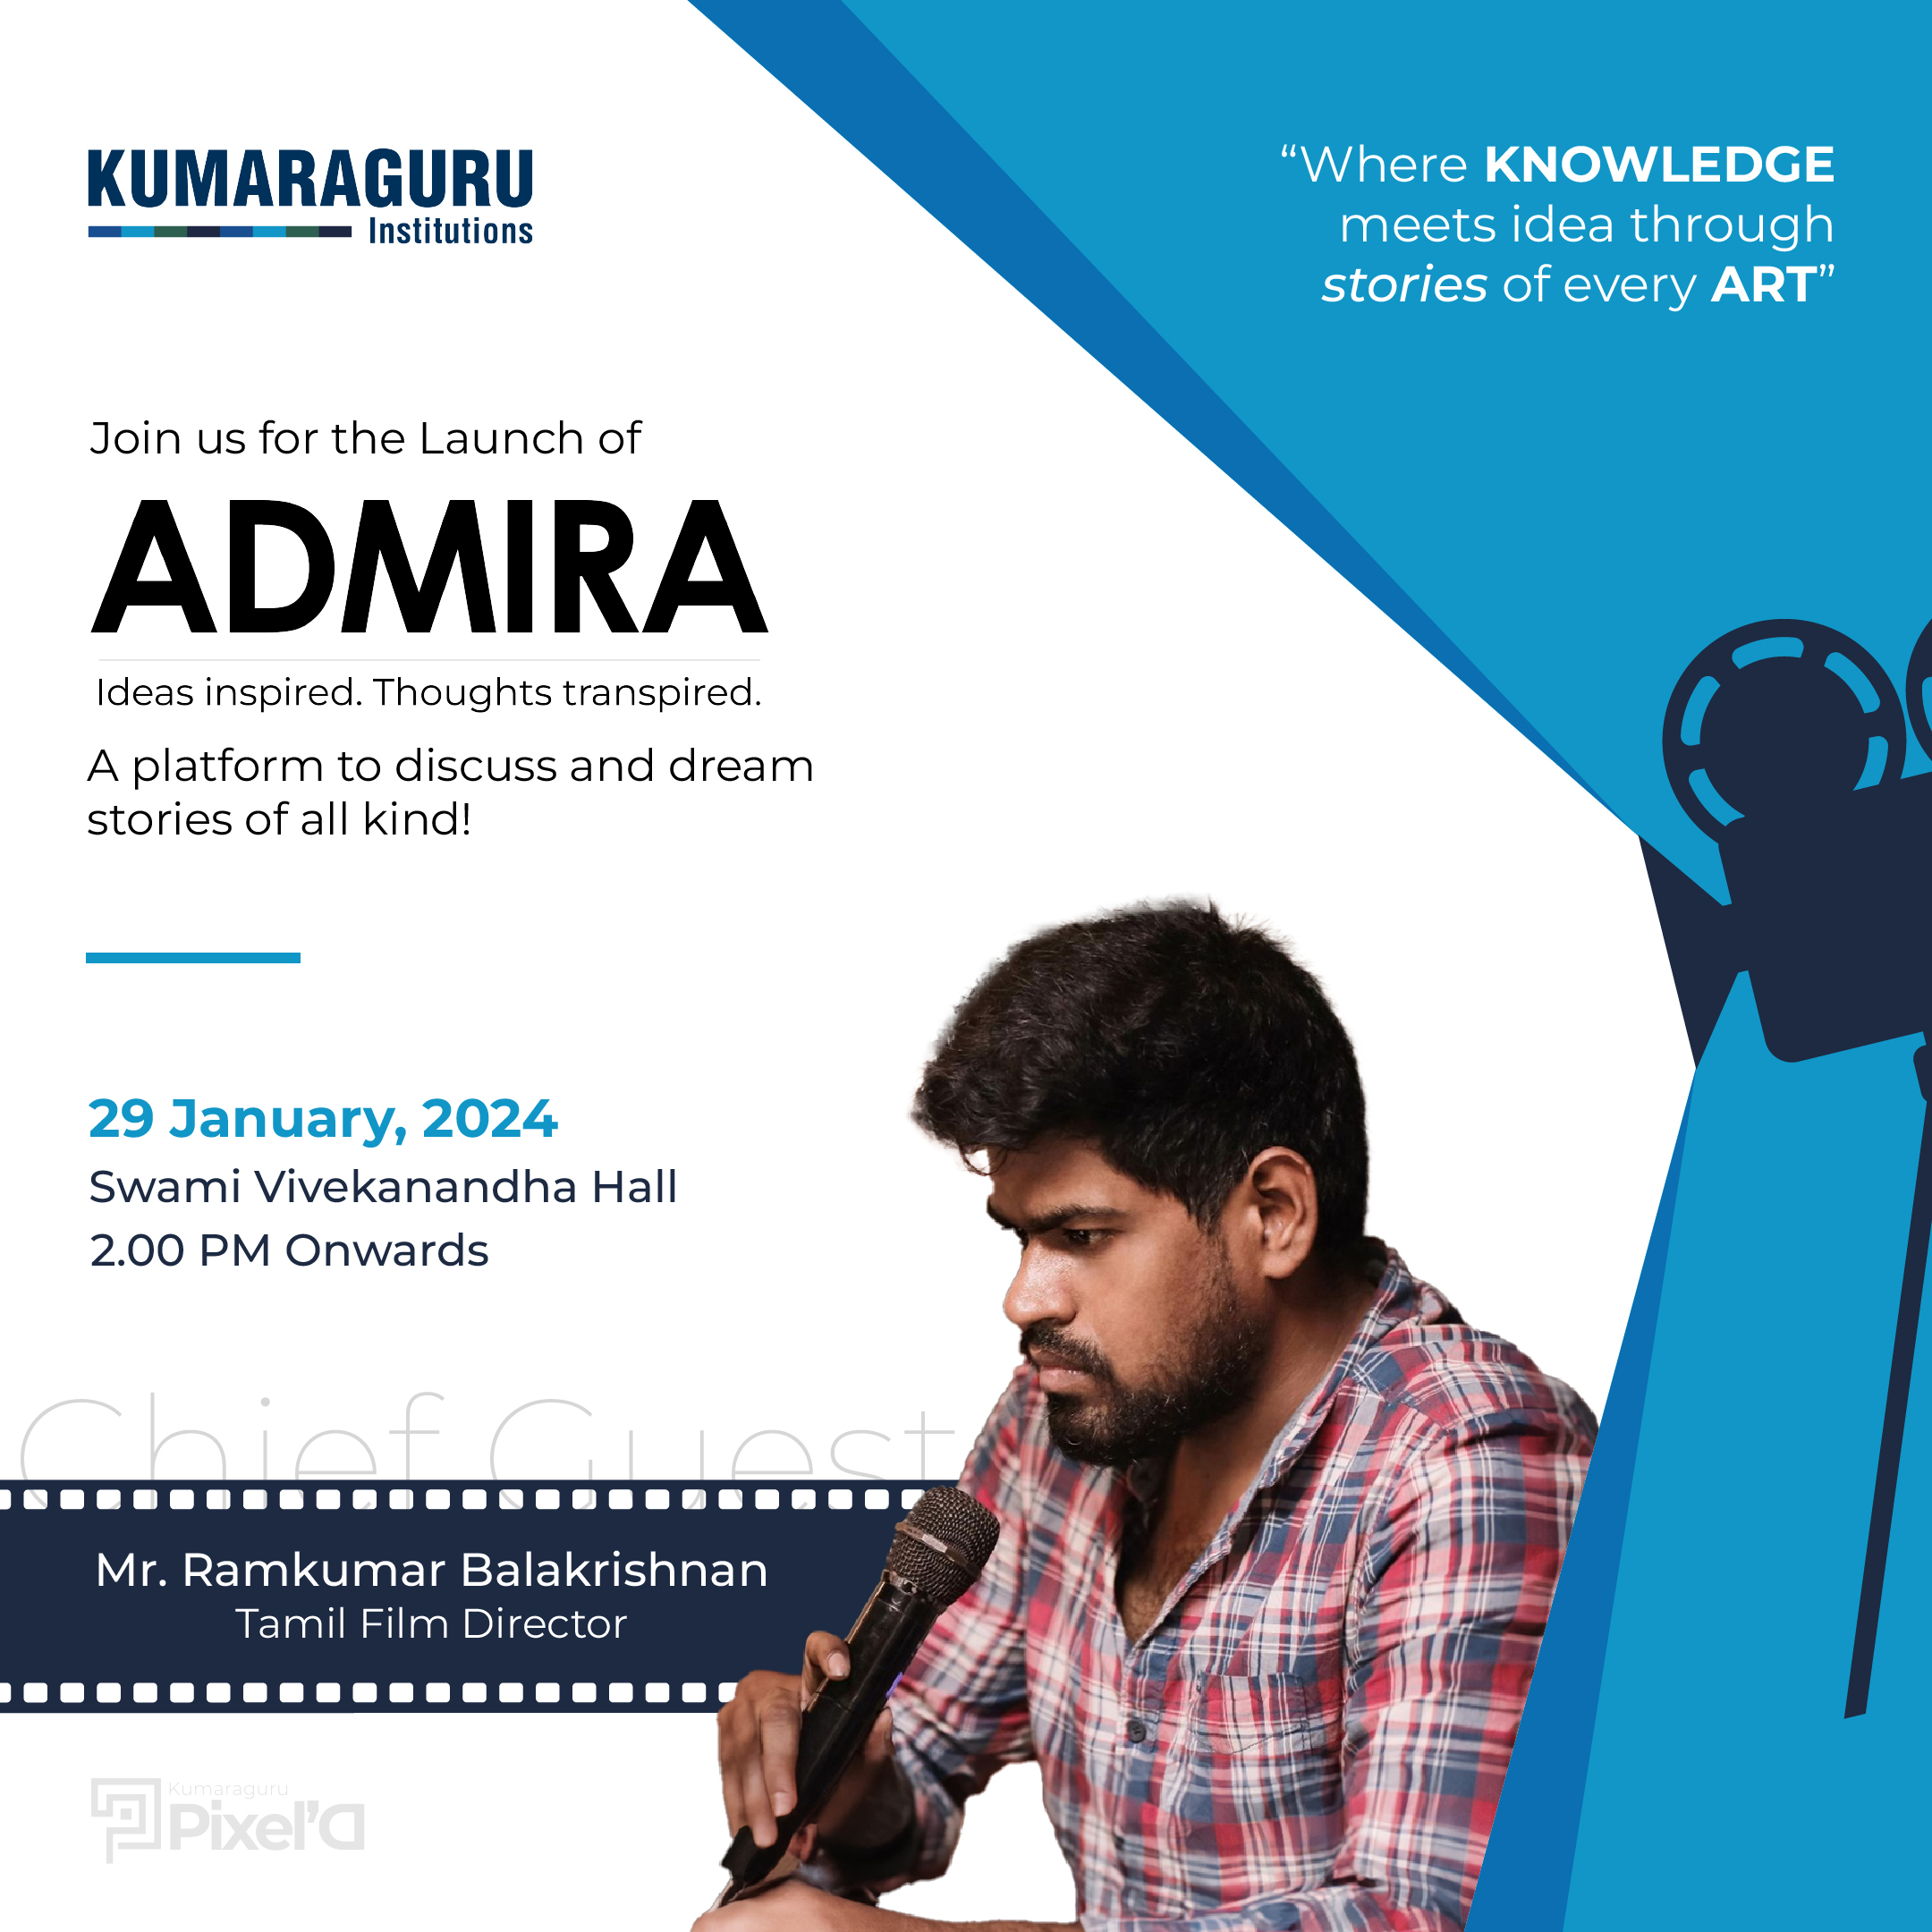 KUMARAGURU
Institutions
“Where KNOWLEDGE
meets idea through
stories of every ART”
Join us for the Launch of
ADMIRA
Ideas inspired. Thoughts transpired.
A platform to discuss and dream
stories of all kind!
29 January, 2024
Swami Vivekanandha Hall
2.00 PM Onwards
Chief Guest
Mr. Ramkumar Balakrishnan
Tamil Film Director
Kumaraguru
Pixel'D